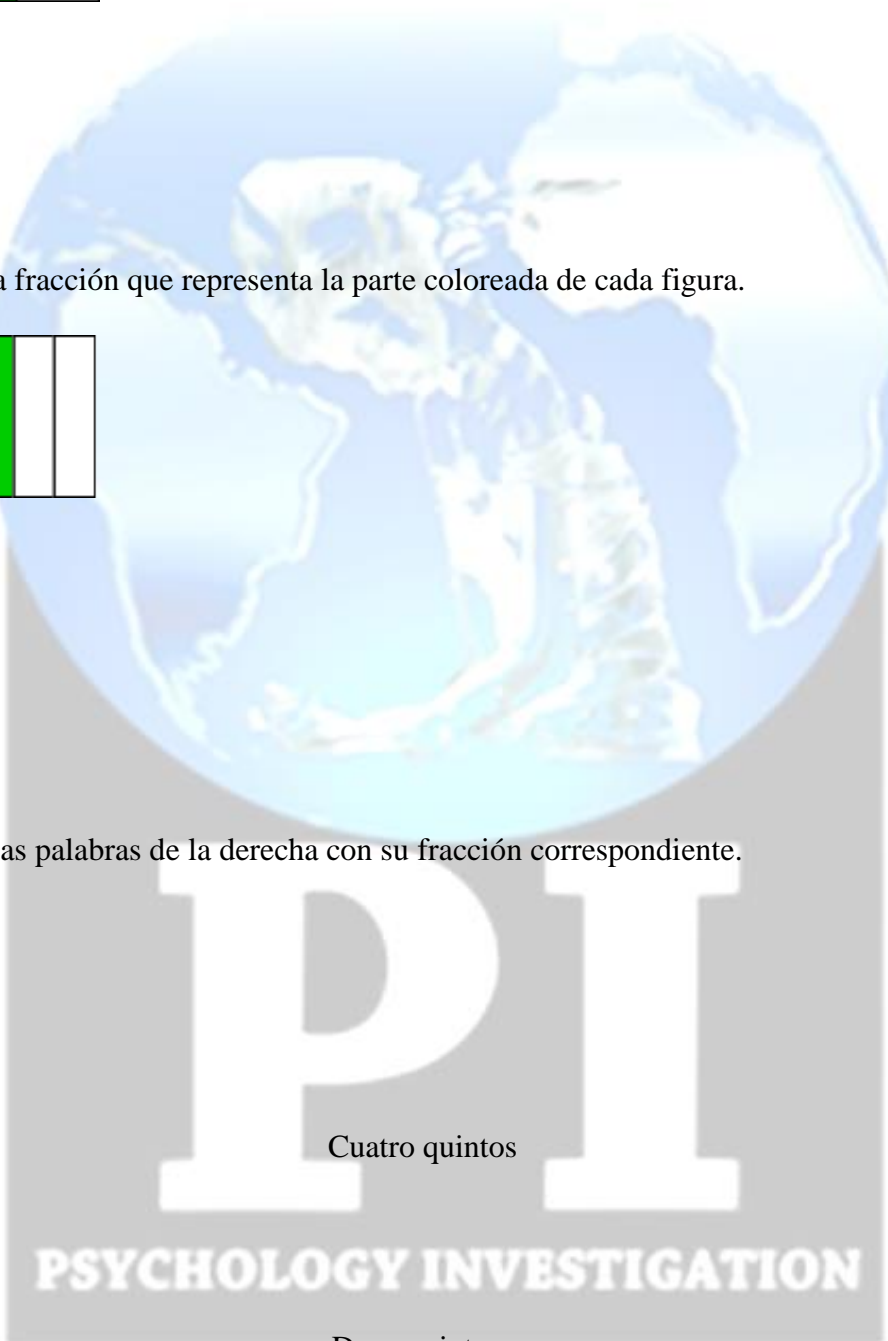 a fracción que representa la parte coloreada de cada figura.
as palabras de la derecha con su fracción correspondiente.
PI
Cuatro quintos
PSYCHOLOGY INVESTIGATION